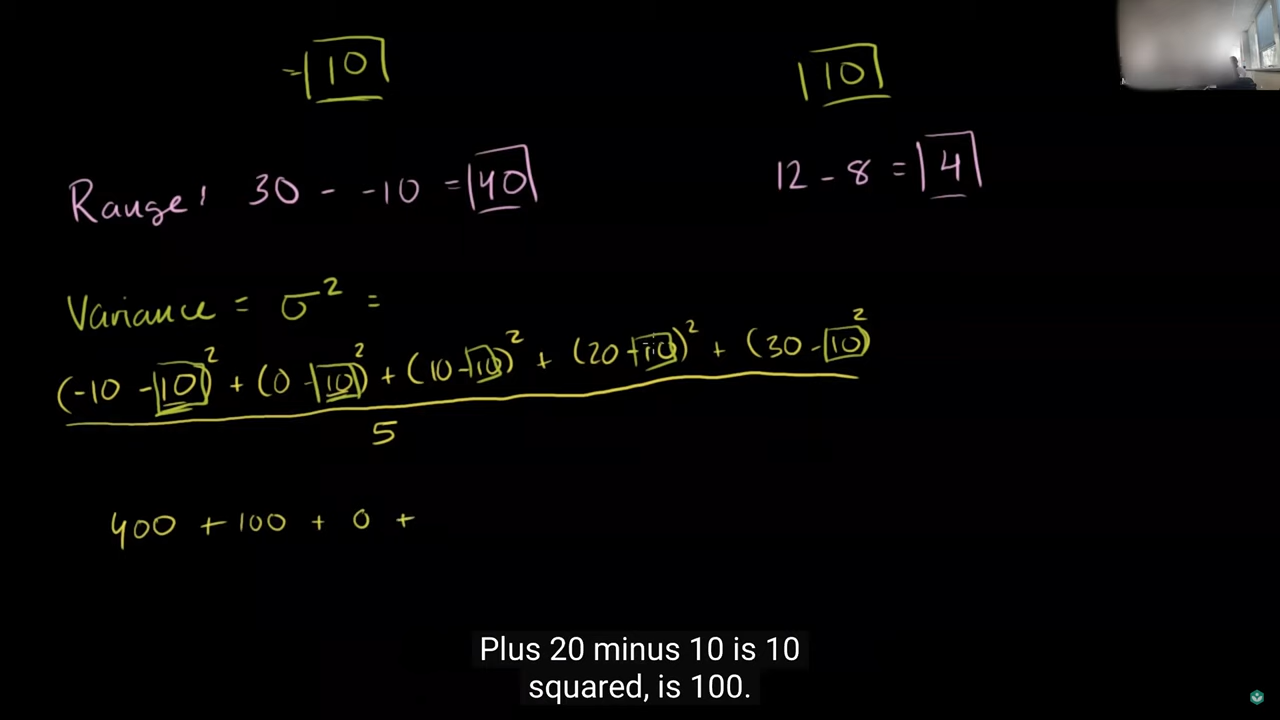 = 10 10
Range: 30 - -10 = 40 12 - 8 = 4
Variance = σ² =
(-10 - 10)² + (0 - 10)² + (10 - 10)² + (20 - 10)² + (30 - 10)²
5
400 + 100 + 0 +
Plus 20 minus 10 is 10
squared, is 100.